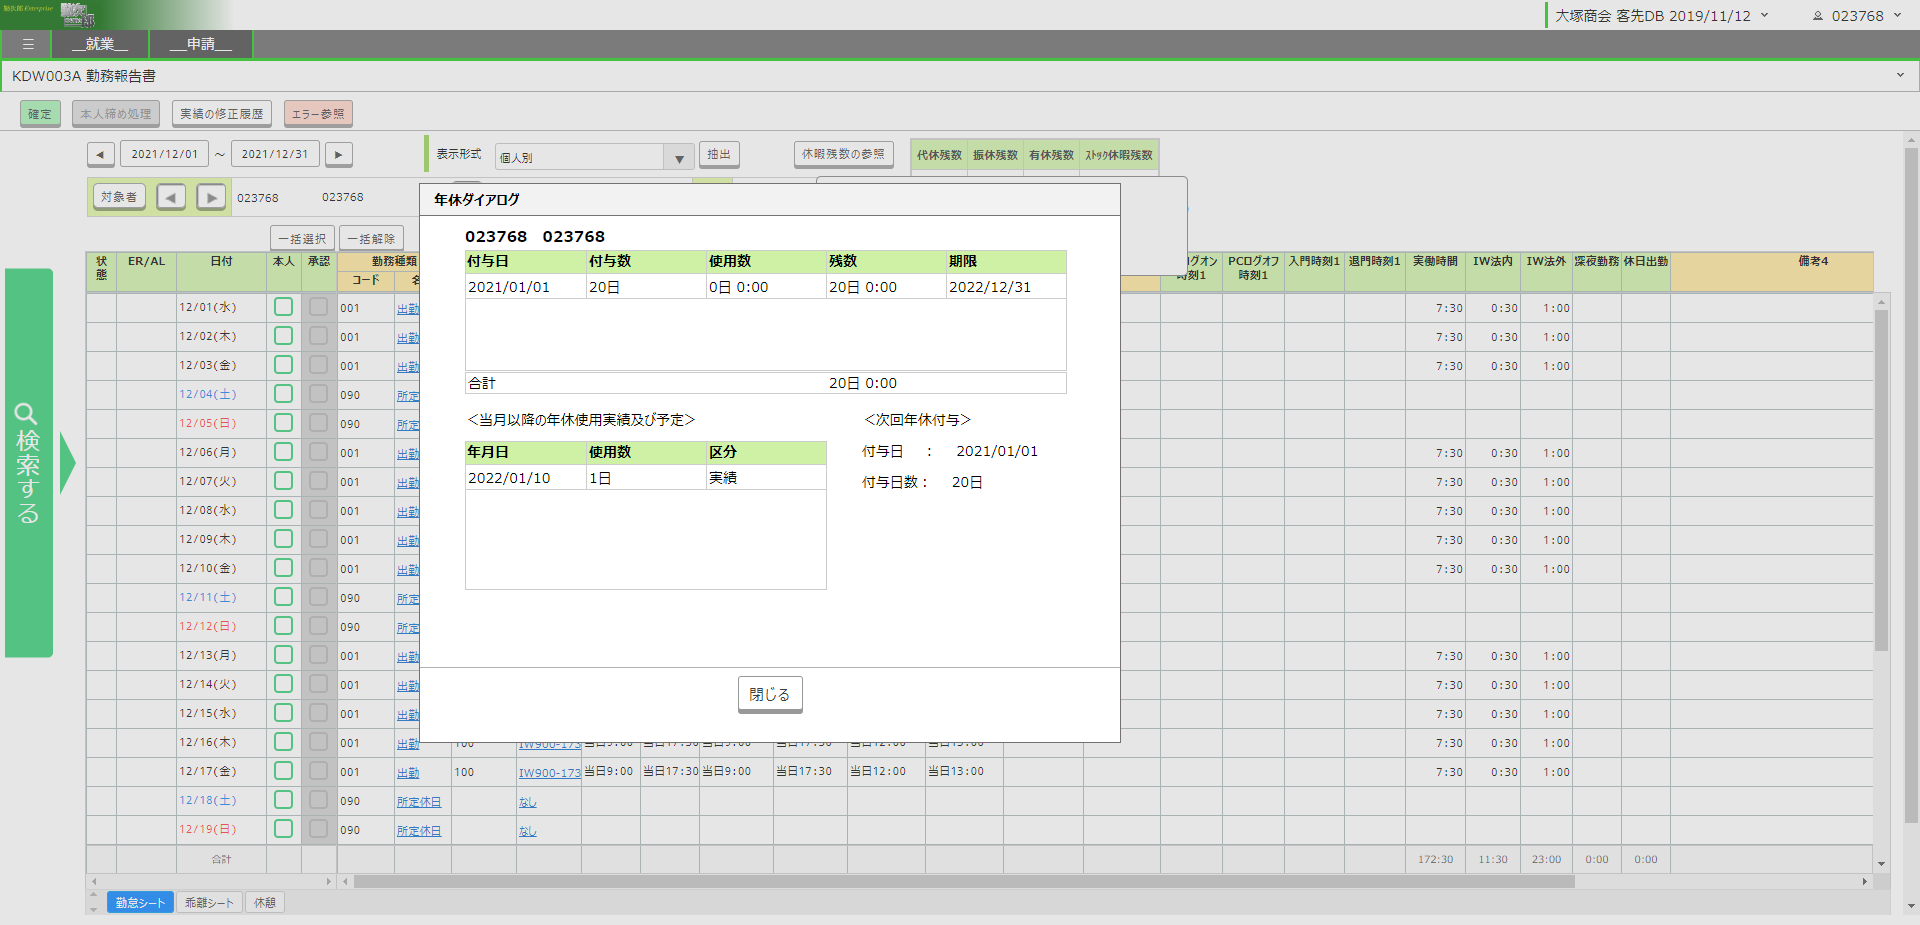 勤次郎 Enterprise
大塚商会 客先DB 2019/11/12
023768
☰ __就業__ __申請__
KDW003A 勤務報告書
確定 本人締め処理 実績の修正履歴 エラー参照
◀ 2021/12/01 ～ 2021/12/31 ▶ 表示形式 個人別 ▼ 抽出 休暇残数の参照 代休残数 振休残数 有休残数 ｽﾄｯｸ休暇残数
対象者 ◀ ▶ 023768 023768
一括選択 一括解除
検索する
年休ダイアログ
023768 023768
付与日 付与数 使用数 残数 期限
2021/01/01 20日 0日 0:00 20日 0:00 2022/12/31
合計 20日 0:00
＜当月以降の年休使用実績及び予定＞
年月日 使用数 区分
2022/01/10 1日 実績
＜次回年休付与＞
付与日 ： 2021/01/01
付与日数： 20日
閉じる
状態 ER/AL 日付 本人 承認 勤務種類 ログオン時刻1 PCログオフ時刻1 入門時刻1 退門時刻1 実働時間 IW法内 IW法外 深夜勤務 休日出勤 備考4
コード
12/01(水) 001 出勤 7:30 0:30 1:00
12/02(木) 001 出勤 7:30 0:30 1:00
12/03(金) 001 出勤 7:30 0:30 1:00
12/04(土) 090 所定
12/05(日) 090 所定
12/06(月) 001 出勤 7:30 0:30 1:00
12/07(火) 001 出勤 7:30 0:30 1:00
12/08(水) 001 出勤 7:30 0:30 1:00
12/09(木) 001 出勤 7:30 0:30 1:00
12/10(金) 001 出勤 7:30 0:30 1:00
12/11(土) 090 所定
12/12(日) 090 所定
12/13(月) 001 出勤 7:30 0:30 1:00
12/14(火) 001 出勤 7:30 0:30 1:00
12/15(水) 001 出勤 7:30 0:30 1:00
12/16(木) 001 出勤 100 IW900-173 当日9:00 当日17:30 当日9:00 当日17:30 当日12:00 当日13:00 7:30 0:30 1:00
12/17(金) 001 出勤 100 IW900-173 当日9:00 当日17:30 当日9:00 当日17:30 当日12:00 当日13:00 7:30 0:30 1:00
12/18(土) 090 所定休日 なし
12/19(日) 090 所定休日 なし
合計 172:30 11:30 23:00 0:00 0:00
勤怠シート 乖離シート 休憩